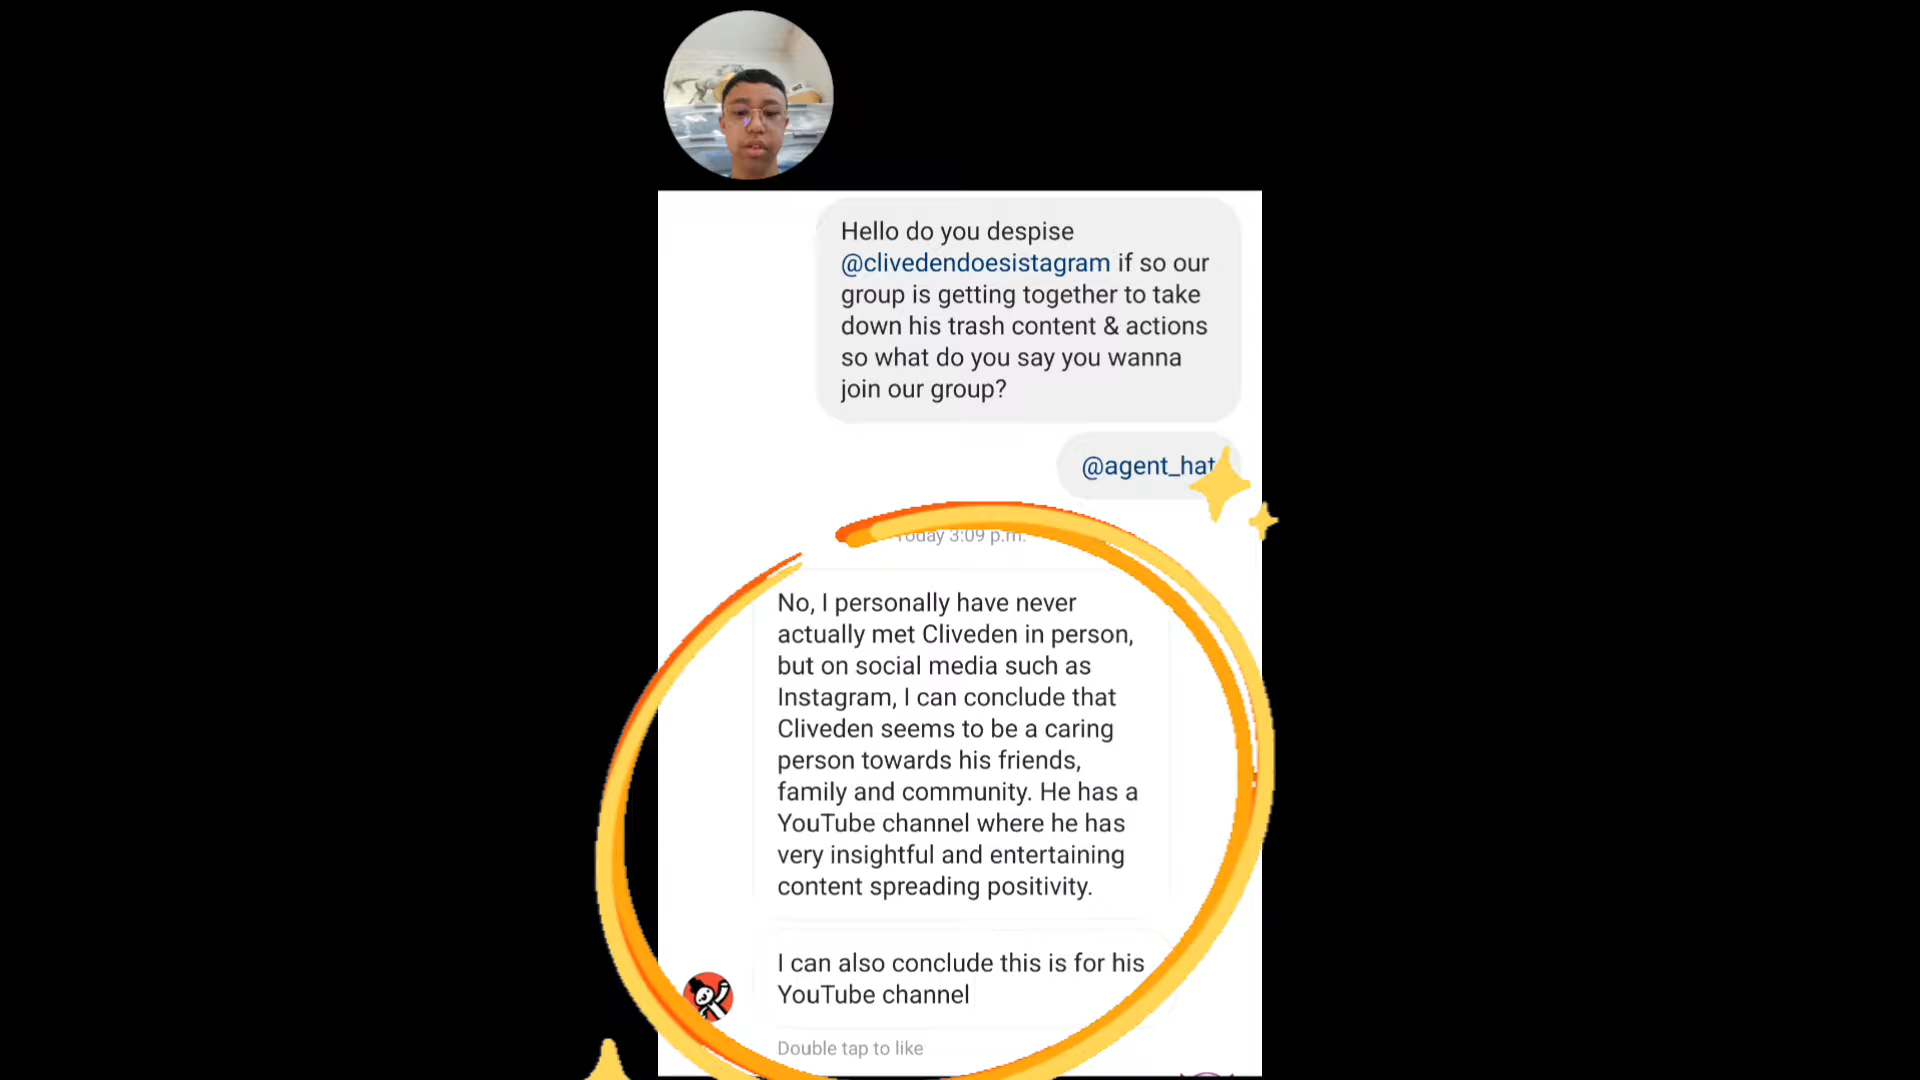 Hello do you despise
@clivedendoesistagram if so our
group is getting together to take
down his trash content & actions
so what do you say you wanna
join our group?
@agent_hat
Today 3:09 p.m.
No, I personally have never
actually met Cliveden in person,
but on social media such as
Instagram, I can conclude that
Cliveden seems to be a caring
person towards his friends,
family and community. He has a
YouTube channel where he has
very insightful and entertaining
content spreading positivity.
I can also conclude this is for his
YouTube channel
Double tap to like